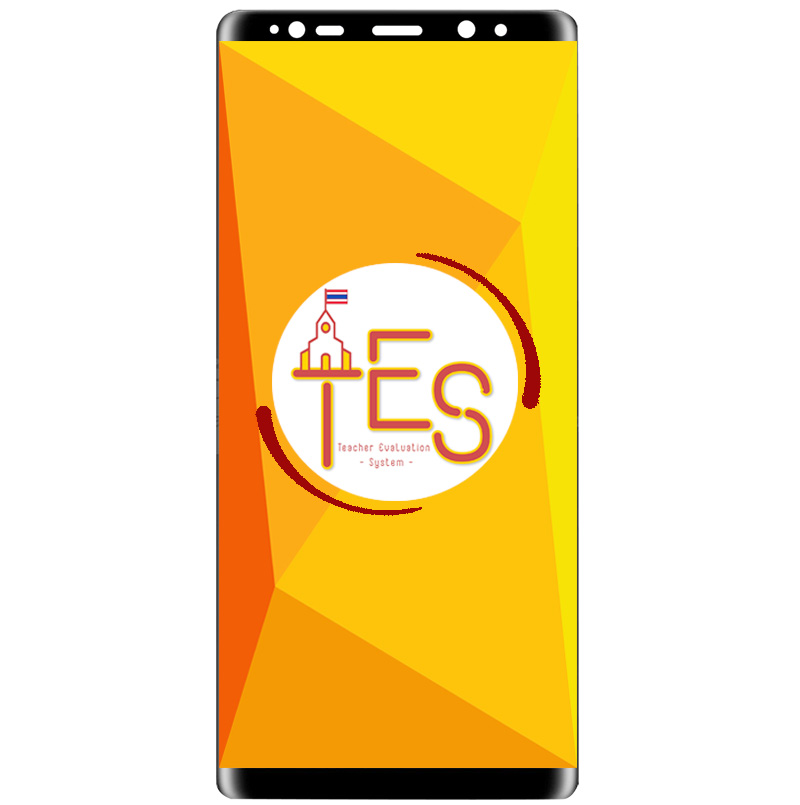 TES
Teacher Evaluation
- System -